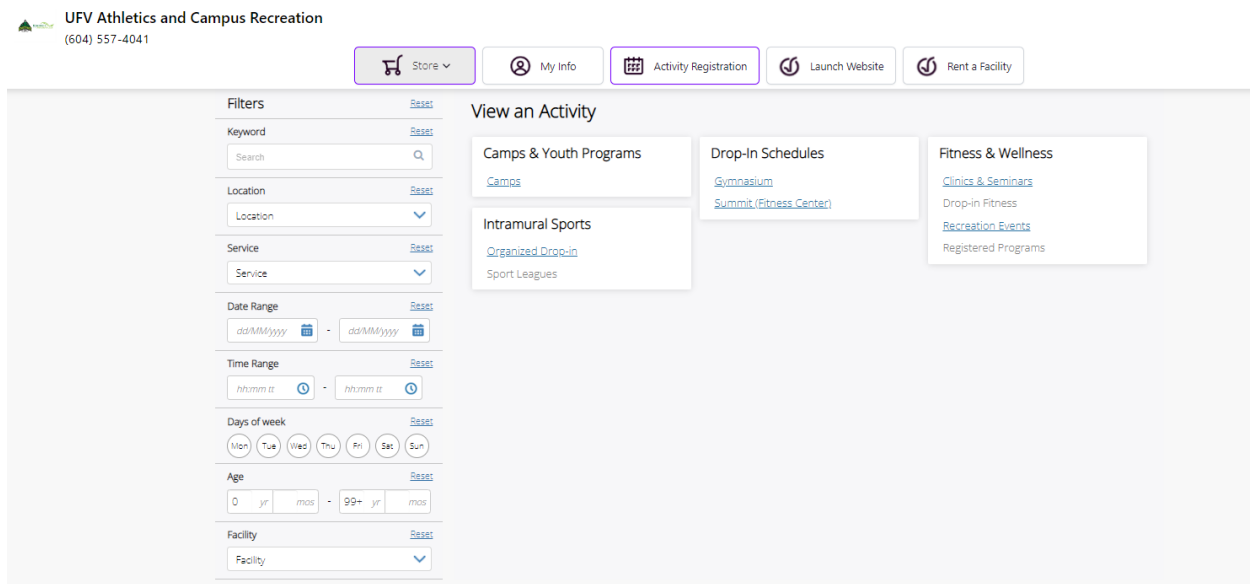 UFV Athletics and Campus Recreation
(604) 557-4041
Store
My Info
Activity Registration
Launch Website
Rent a Facility
Filters Reset
Keyword Reset
Search
Location Reset
Location
Service Reset
Service
Date Range Reset
dd/MM/yyyy - dd/MM/yyyy
Time Range Reset
hh:mm tt - hh:mm tt
Days of week Reset
Mon Tue Wed Thu Fri Sat Sun
Age Reset
0 yr mos - 99+ yr mos
Facility Reset
Facility
View an Activity
Camps & Youth Programs
Camps
Intramural Sports
Organized Drop-in
Sport Leagues
Drop-In Schedules
Gymnasium
Summit (Fitness Center)
Fitness & Wellness
Clinics & Seminars
Drop-in Fitness
Recreation Events
Registered Programs